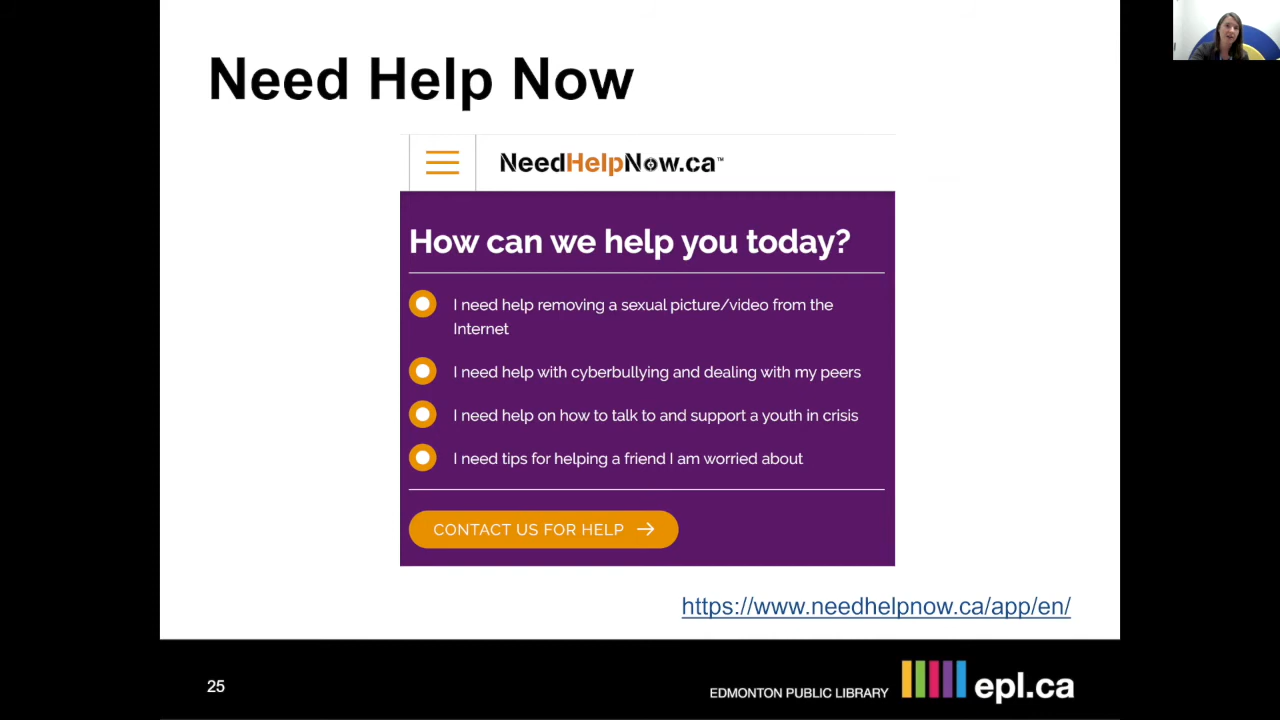 Need Help Now
NeedHelpNow.ca™
How can we help you today?
I need help removing a sexual picture/video from the
Internet
I need help with cyberbullying and dealing with my peers
I need help on how to talk to and support a youth in crisis
I need tips for helping a friend I am worried about
CONTACT US FOR HELP →
https://www.needhelpnow.ca/app/en/
25
EDMONTON PUBLIC LIBRARY epl.ca